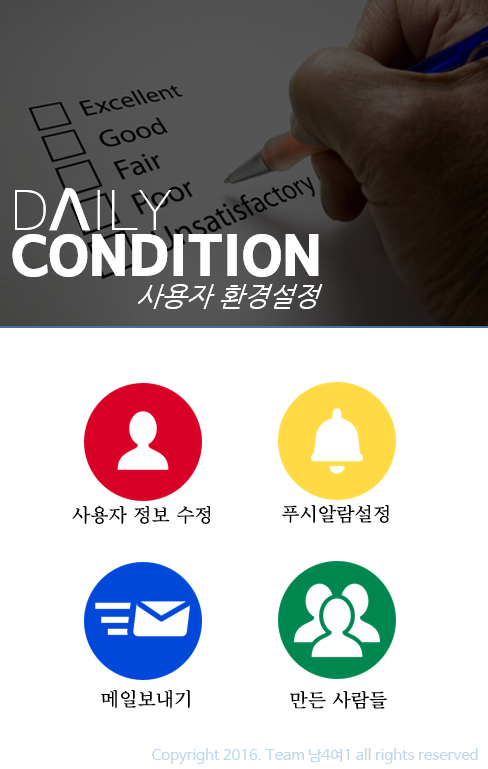 Excellent
Good
Fair
Poor
Unsatisfactory
DAILY
CONDITION
사용자 환경설정
사용자 정보 수정
푸시알람설정
메일보내기
만든 사람들
Copyright 2016. Team 남4여1 all rights reserved